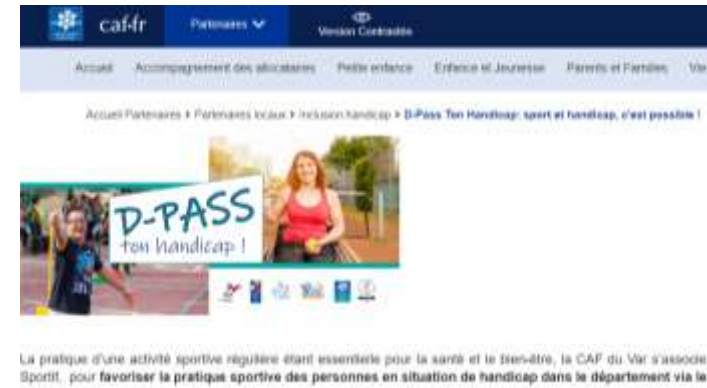 caf.fr Partenaires Version Contrastée
Accueil Accompagnement des allocataires Petite enfance Enfance et Jeunesse Parents et Familles Vie
Accueil Partenaires Partenaires locaux Inclusion handicap D-Pass Ton Handicap: sport et handicap, c'est possible !
D-PASS
ton handicap !
La pratique d'une activité sportive régulière étant essentielle pour la santé et le bien-être, la CAF du Var s'associe
Sportif, pour favoriser la pratique sportive des personnes en situation de handicap dans le département via le